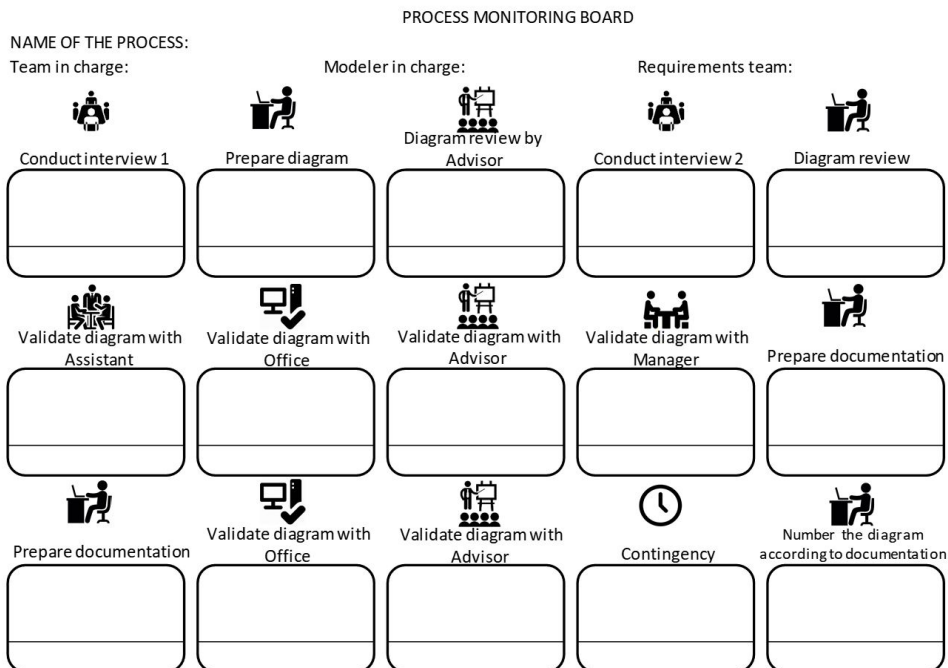 PROCESS MONITORING BOARD
NAME OF THE PROCESS:
Team in charge: Modeler in charge: Requirements team:
Conduct interview 1
Prepare diagram
Diagram review by
Advisor
Conduct interview 2
Diagram review
Validate diagram with
Assistant
Validate diagram with
Office
Validate diagram with
Advisor
Validate diagram with
Manager
Prepare documentation
Prepare documentation
Validate diagram with
Office
Validate diagram with
Advisor
Contingency
Number the diagram
according to documentation